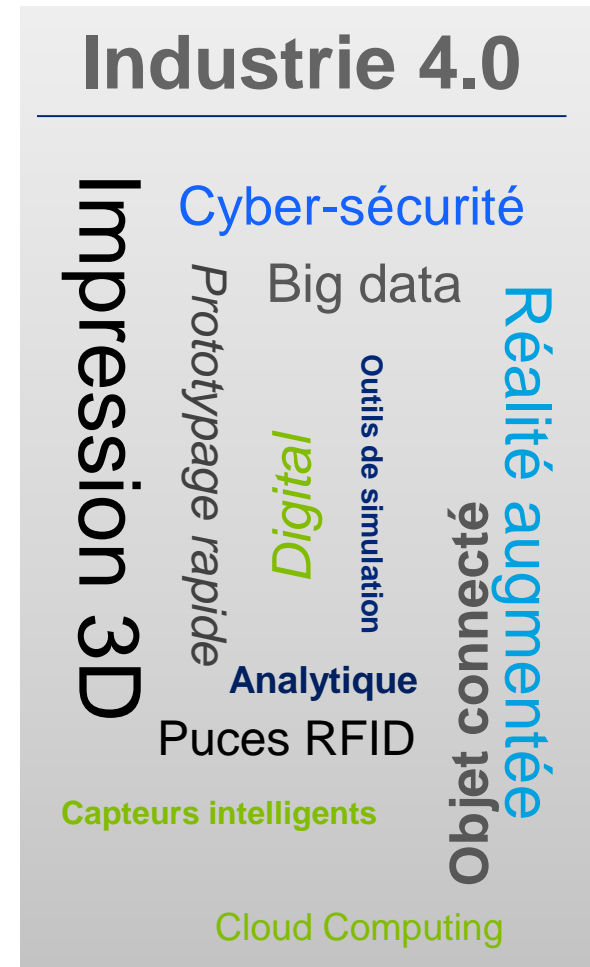 Industrie 4.0
Cyber-sécurité
Impression 3D
Big data
Prototypage rapide
Réalité augmentée
Outils de simulation
Digital
Objet connecté
Analytique
Puces RFID
Capteurs intelligents
Cloud Computing